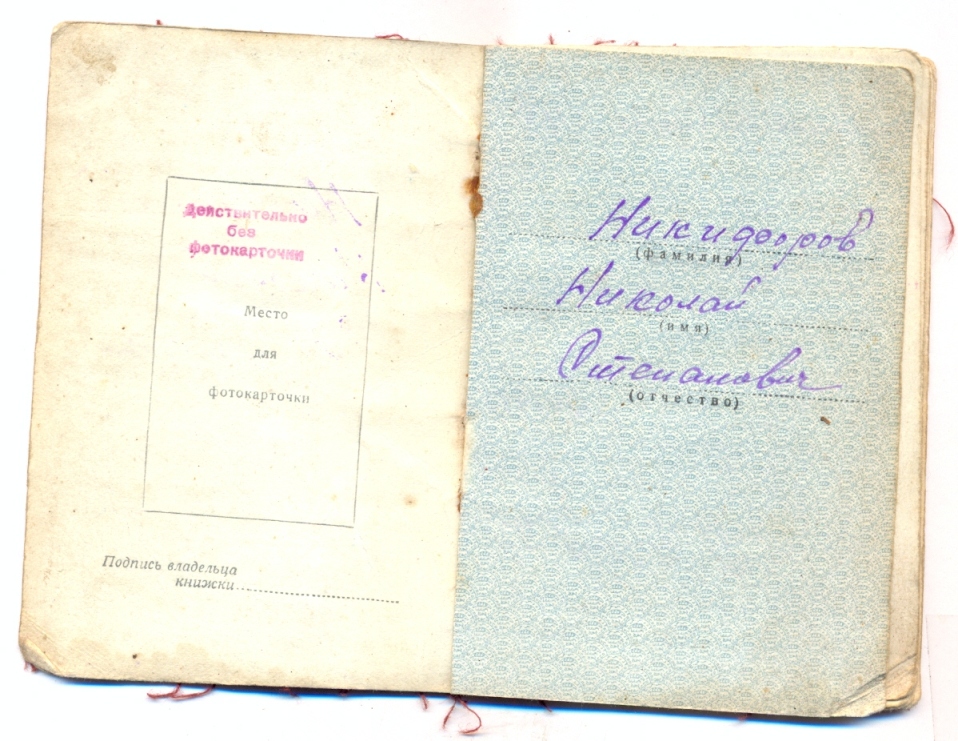 Действительно
без
фотокарточки
Место
для
фотокарточки
Подпись владельца
книжки
Никифоров
(фамилия)
Николай
(имя)
Степанович
(отчество)